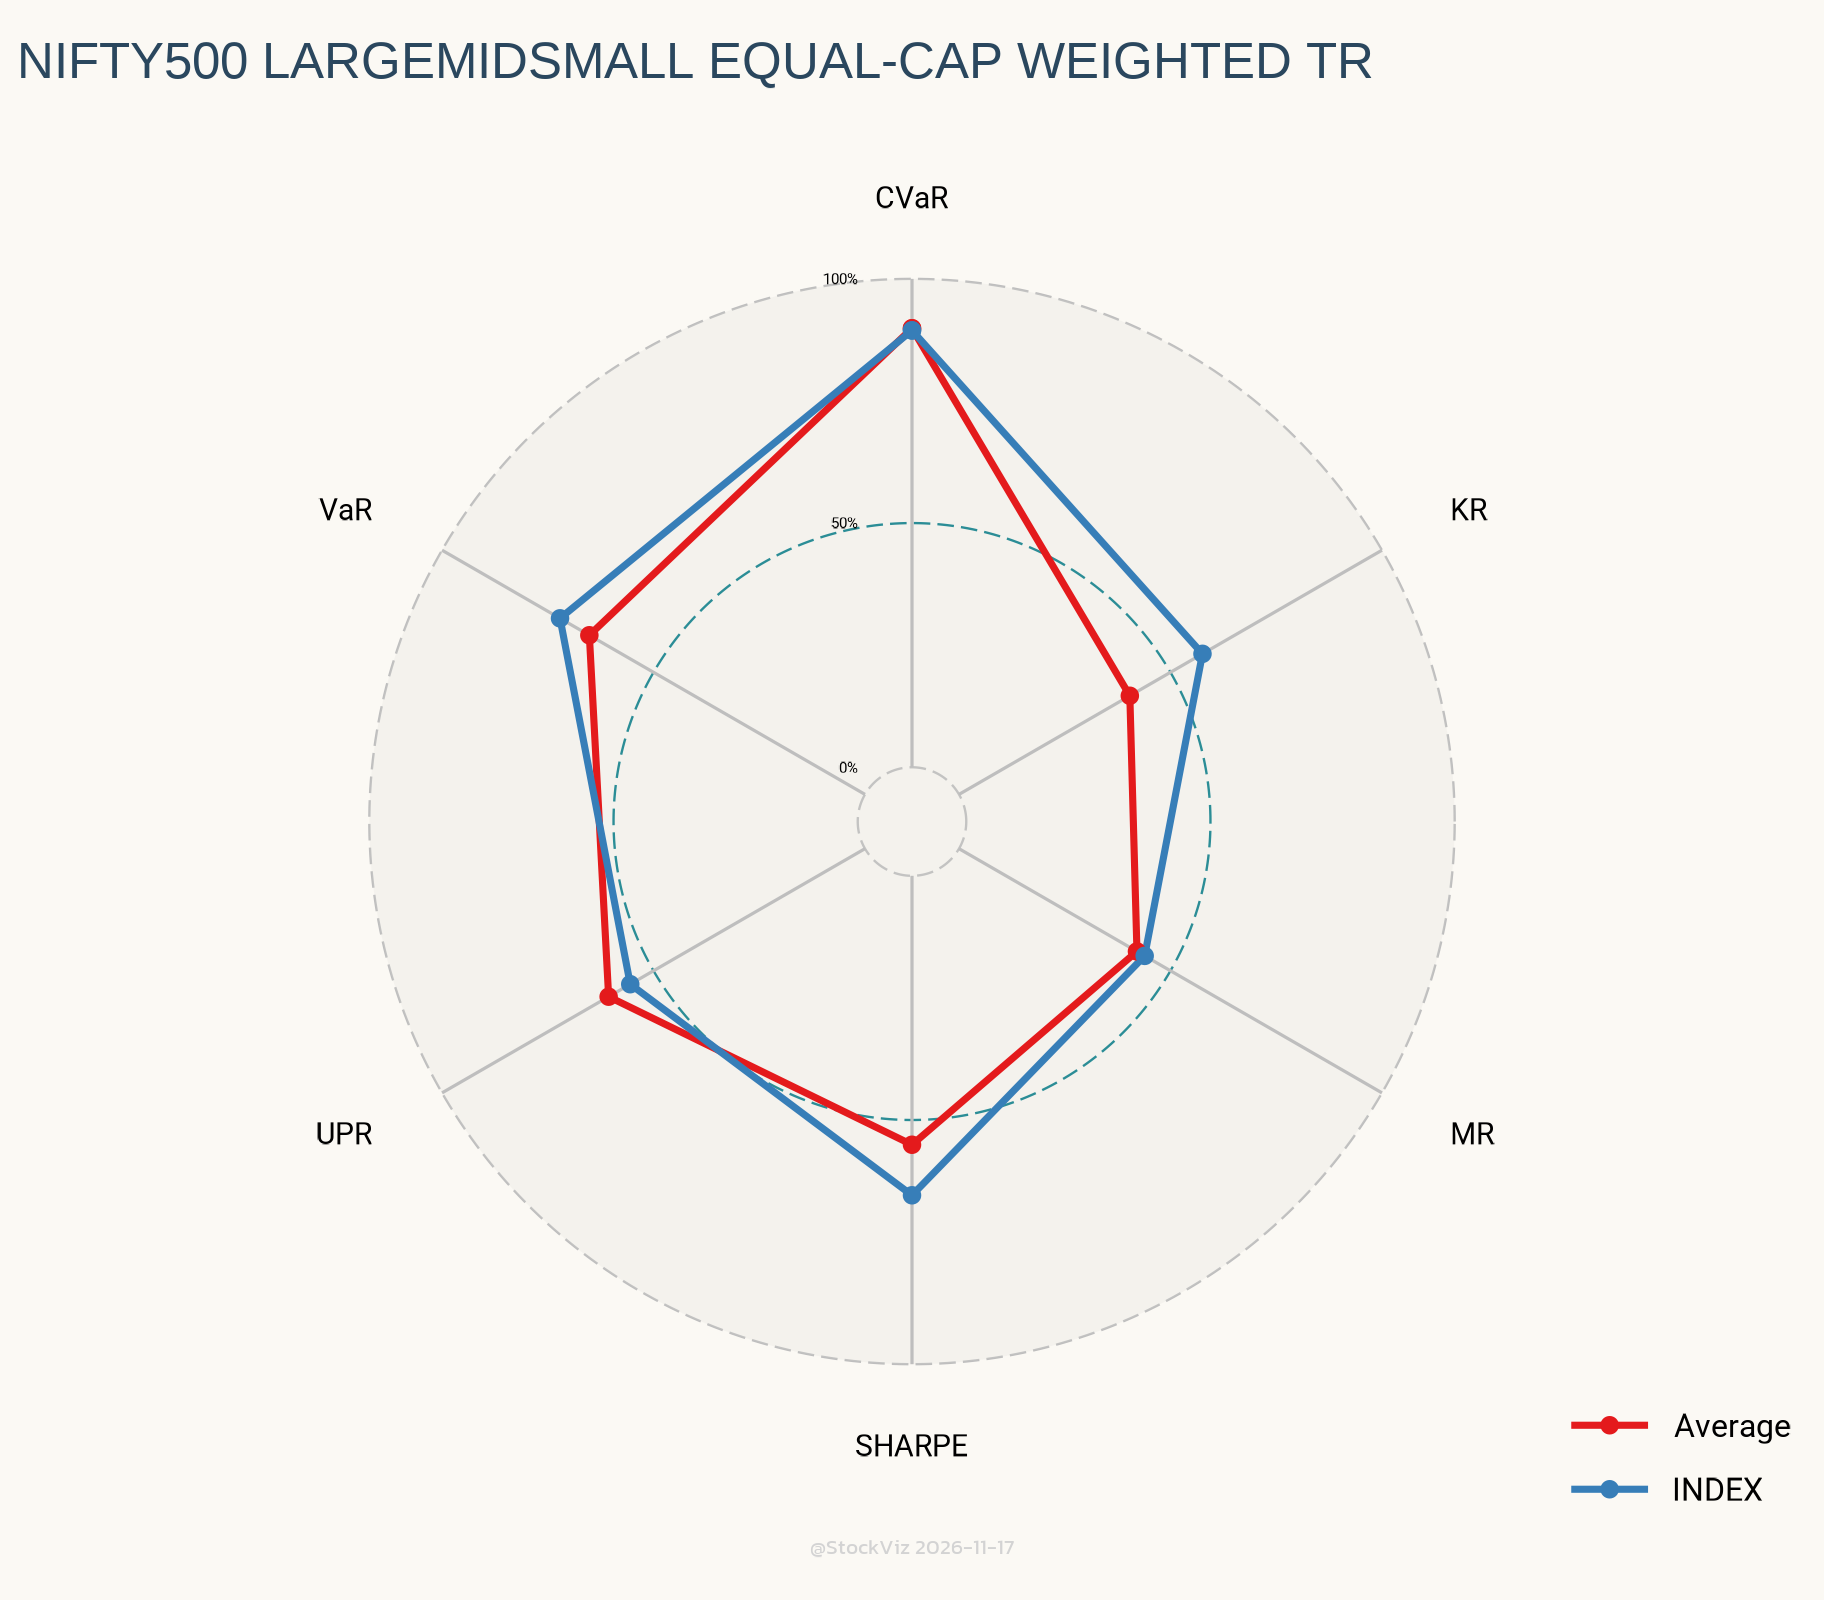 NIFTY500 LARGEMIDSMALL EQUAL-CAP WEIGHTED TR
CVaR
100%
VaR
KR
50%
0%
UPR
MR
SHARPE
Average
INDEX
@StockViz 2026-11-17